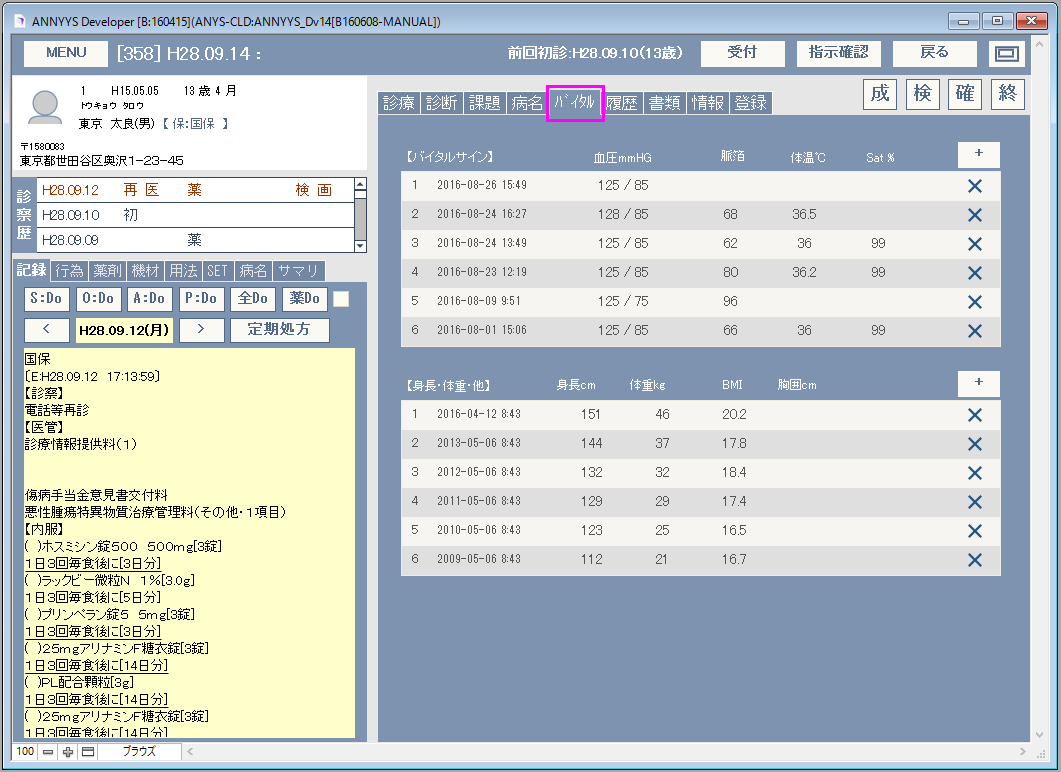 ANNYYS Developer [B:160415](ANYS-CLD:ANNYYS_Dv14[B160608-MANUAL])
MENU [358] H28.09.14 : 前回初診:H28.09.10(13歳) 受付 指示確認 戻る
1 H15.05.05 13 歳 4 月
トウキョウ タロウ
東京 太良(男)【 保:国保 】
〒1580083
東京都世田谷区奥沢1-23-45
診察歴
H28.09.12 再 医 薬 検 画
H28.09.10 初
H28.09.09 薬
記録 行為 薬剤 機材 用法 SET 病名 サマリ
S:Do O:Do A:Do P:Do 全Do 薬Do
< H28.09.12(月) > 定期処方
国保
[E:H28.09.12 17:13:59]
【診察】
電話等再診
【医管】
診療情報提供料(1)
傷病手当金意見書交付料
悪性腫瘍特異物質治療管理料(その他・1項目)
【内服】
( )ホスミシン錠500 500mg[3錠]
1日3回毎食後に[3日分]
( )ラックビー微粒N 1%[3.0g]
1日3回毎食後に[5日分]
( )プリンペラン錠5 5mg[3錠]
1日3回毎食後に[3日分]
( )25mgアリナミンF糖衣錠[3錠]
1日3回毎食後に[14日分]
( )PL配合顆粒[3g]
1日3回毎食後に[14日分]
( )25mgアリナミンF糖衣錠[3錠]
1日3回毎食後に[14日分]
100 ブラウズ
成 検 確 終
診療 診断 課題 病名 バイタル 履歴 書類 情報 登録
【バイタルサイン】 血圧mmHG 脈箔 体温℃ Sat % +
1 2016-08-26 15:49 125 / 85 ×
2 2016-08-24 16:27 128 / 85 68 36.5 ×
3 2016-08-24 13:49 125 / 85 62 36 99 ×
4 2016-08-23 12:19 125 / 85 80 36.2 99 ×
5 2016-08-09 9:51 125 / 75 96 ×
6 2016-08-01 15:06 125 / 85 66 36 99 ×
【身長・体重・他】 身長cm 体重kg BMI 胸囲cm +
1 2016-04-12 8:43 151 46 20.2 ×
2 2013-05-06 8:43 144 37 17.8 ×
3 2012-05-06 8:43 132 32 18.4 ×
4 2011-05-06 8:43 129 29 17.4 ×
5 2010-05-06 8:43 123 25 16.5 ×
6 2009-05-06 8:43 112 21 16.7 ×